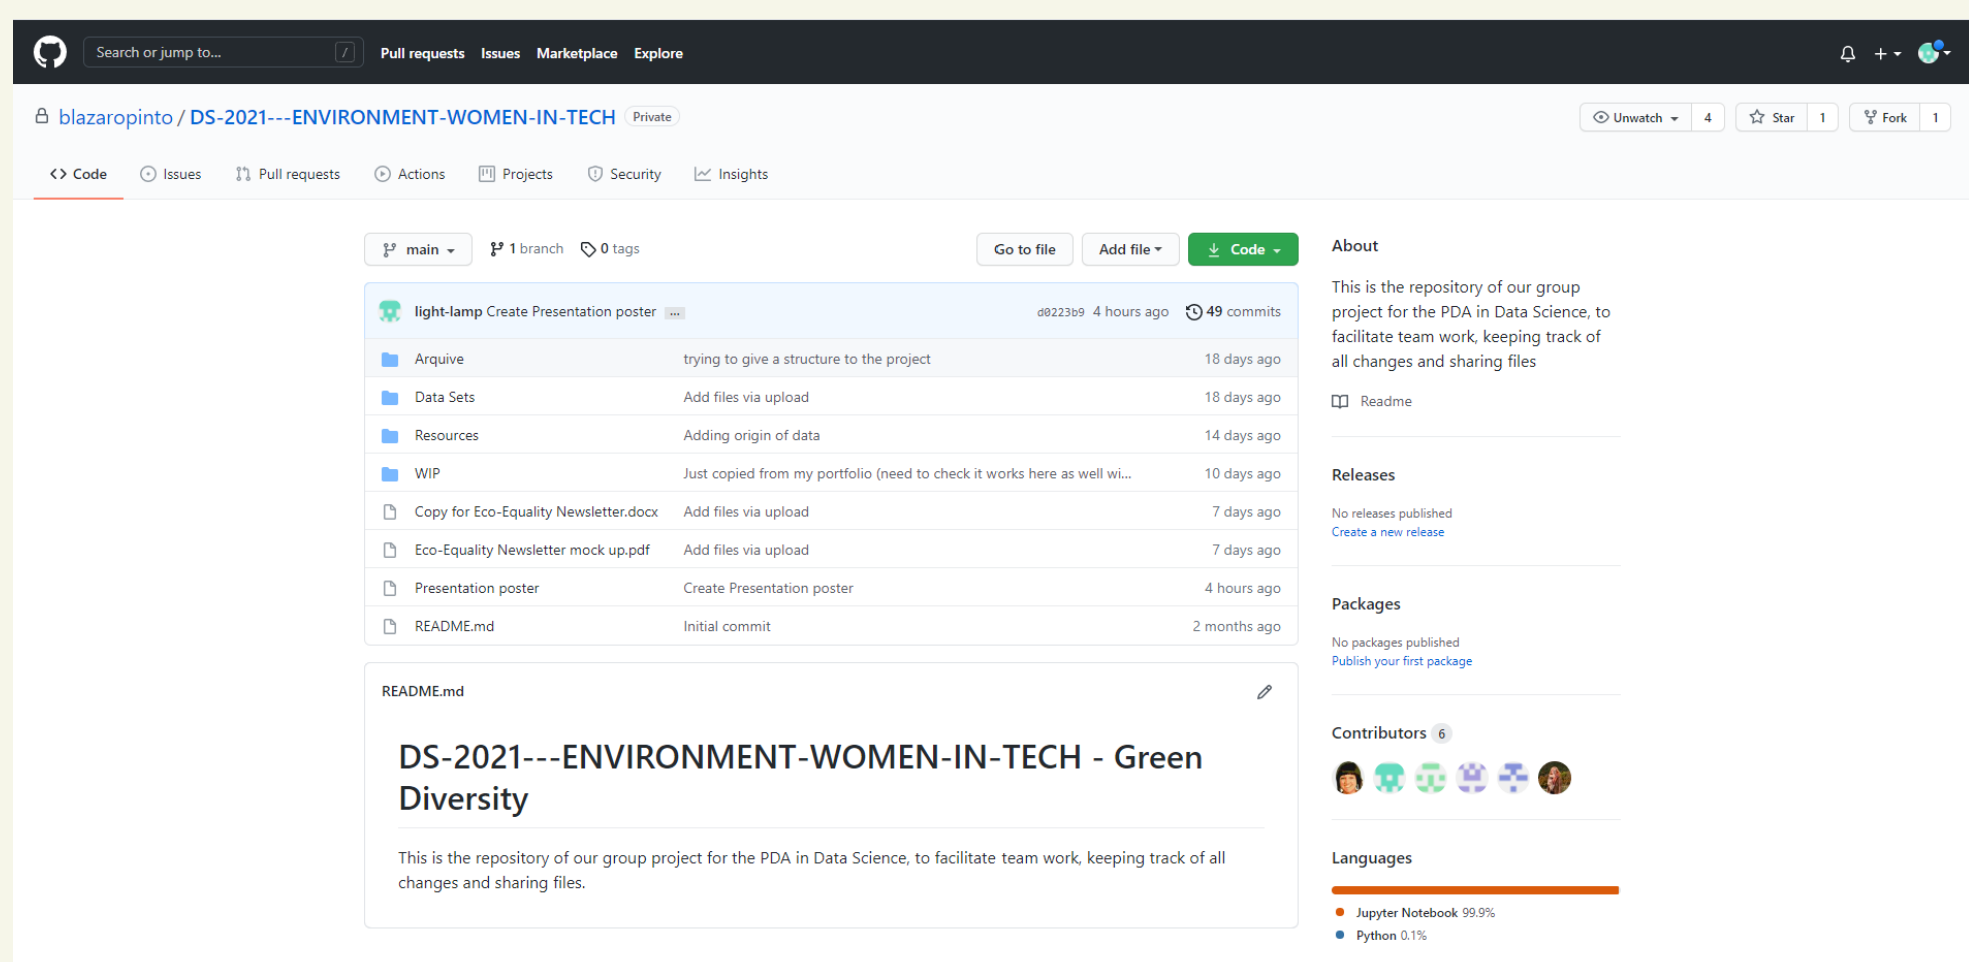 Search or jump to... /
Pull requests Issues Marketplace Explore
blazaropinto / DS-2021---ENVIRONMENT-WOMEN-IN-TECH Private
Unwatch 4 Star 1 Fork 1
Code Issues Pull requests Actions Projects Security Insights
main 1 branch 0 tags
Go to file Add file Code
light-lamp Create Presentation poster ... d0223b9 4 hours ago 49 commits
Arquive trying to give a structure to the project 18 days ago
Data Sets Add files via upload 18 days ago
Resources Adding origin of data 14 days ago
WIP Just copied from my portfolio (need to check it works here as well wi... 10 days ago
Copy for Eco-Equality Newsletter.docx Add files via upload 7 days ago
Eco-Equality Newsletter mock up.pdf Add files via upload 7 days ago
Presentation poster Create Presentation poster 4 hours ago
README.md Initial commit 2 months ago
README.md
DS-2021---ENVIRONMENT-WOMEN-IN-TECH - Green
Diversity
This is the repository of our group project for the PDA in Data Science, to facilitate team work, keeping track of all
changes and sharing files.
About
This is the repository of our group
project for the PDA in Data Science, to
facilitate team work, keeping track of
all changes and sharing files
Readme
Releases
No releases published
Create a new release
Packages
No packages published
Publish your first package
Contributors 6
Languages
Jupyter Notebook 99.9%
Python 0.1%